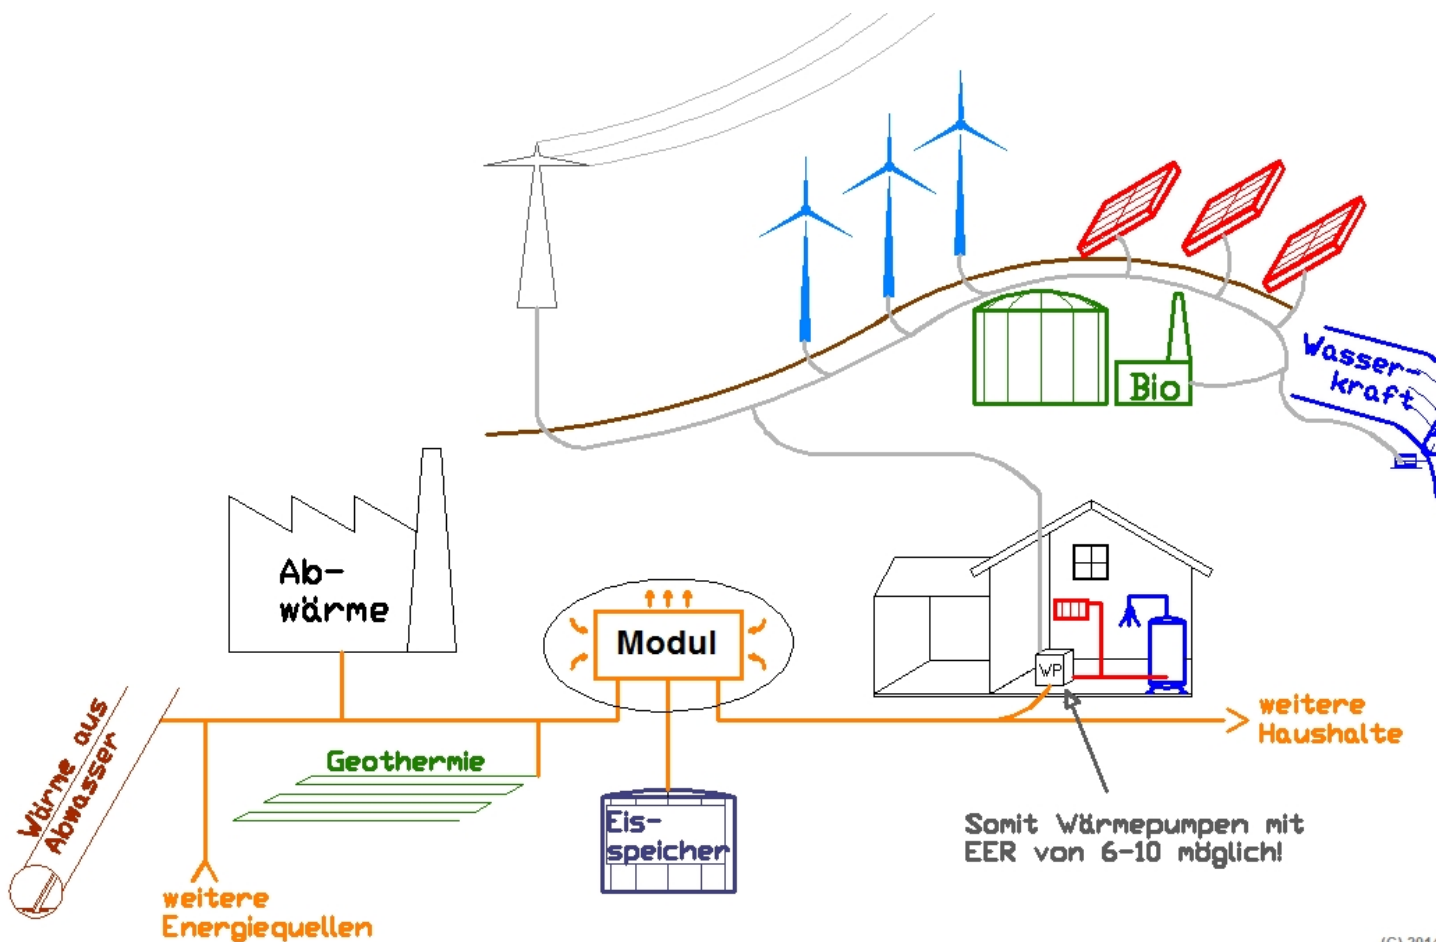 Wasser-
kraft
Bio
Ab-
wärme
Modul
WP
weitere
Haushalte
Wärme aus
Abwasser
Geothermie
Eis-
speicher
Somit Wärmepumpen mit
EER von 6-10 möglich!
weitere
Energiequellen